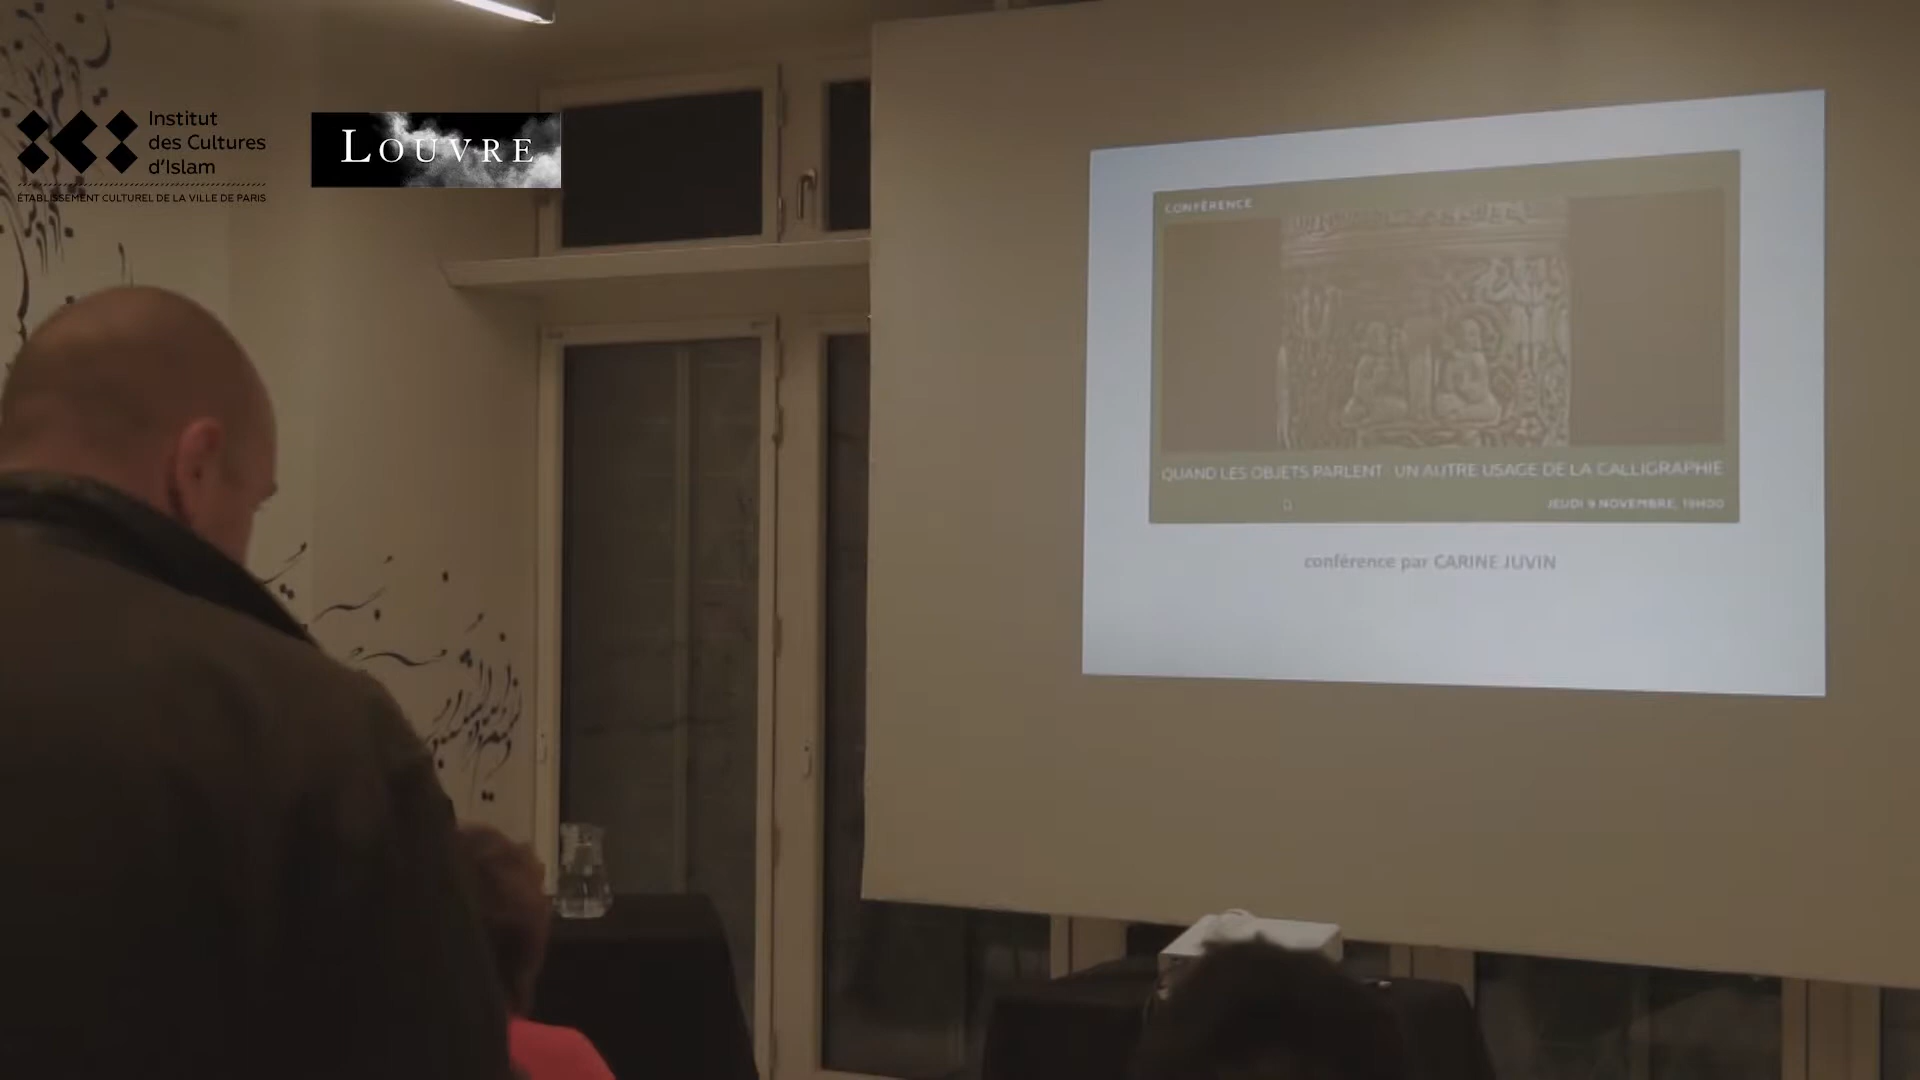 Institut
des Cultures
d'Islam
ÉTABLISSEMENT CULTUREL DE LA VILLE DE PARIS
LOUVRE
CONFÉRENCE
QUAND LES OBJETS PARLENT : UN AUTRE USAGE DE LA CALLIGRAPHIE
JEUDI 9 NOVEMBRE, 19H00
conférence par CARINE JUVIN